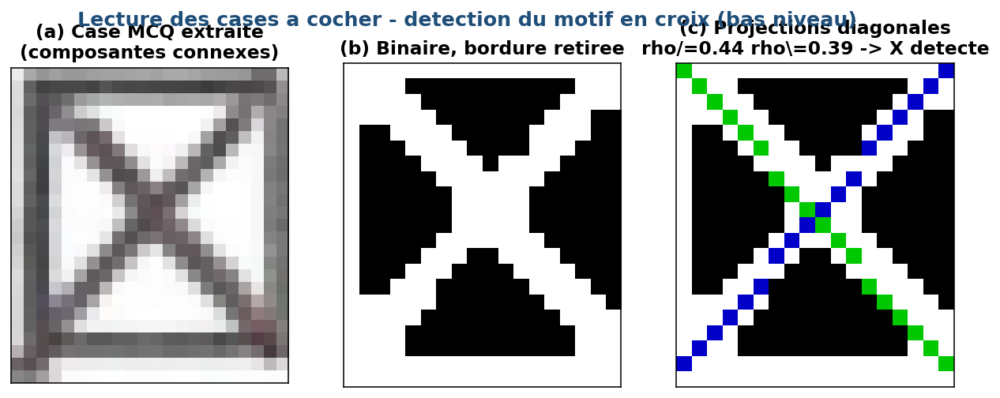 Lecture des cases a cocher - detection du motif en croix (bas niveau)
(a) Case MCQ extraite
(composantes connexes)
(b) Binaire, bordure retiree
(c) Projections diagonales
rho/=0.44 rho\=0.39 -> X detecte